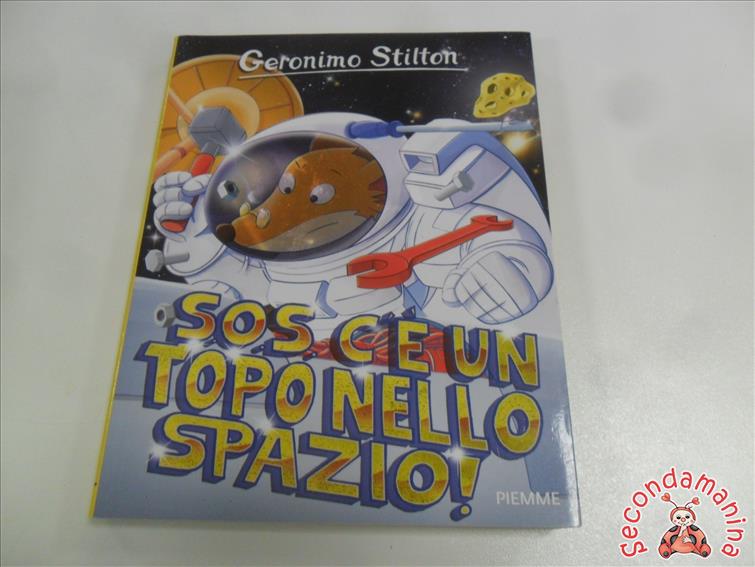 Geronimo Stilton
SOS C'È UN
TOPO NELLO
SPAZIO!
PIEMME
Secondamanina